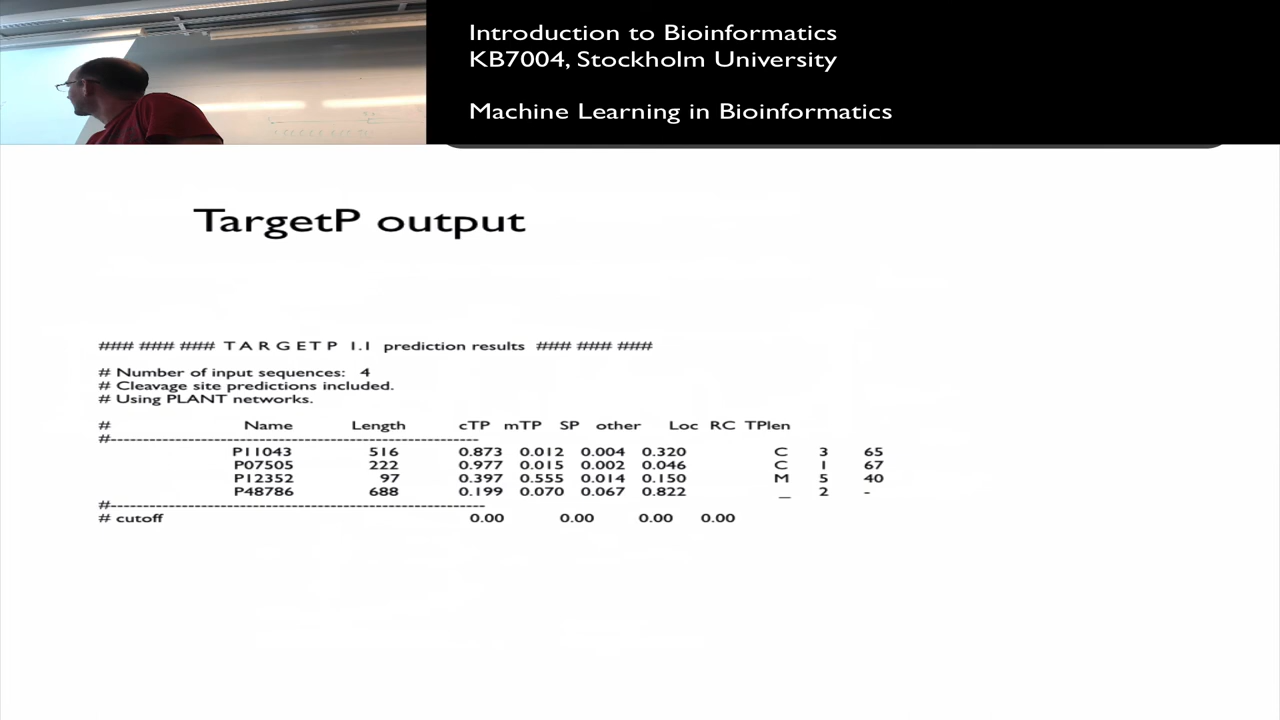 Introduction to Bioinformatics
KB7004, Stockholm University
Machine Learning in Bioinformatics
TargetP output
### ### ### T A R G E T P 1.1 prediction results ### ### ###
# Number of input sequences: 4
# Cleavage site predictions included.
# Using PLANT networks.
# Name Length cTP mTP SP other Loc RC TPlen
#----------------------------------------------------------
P11043 516 0.873 0.012 0.004 0.320 C 3 65
P07505 222 0.977 0.015 0.002 0.046 C 1 67
P12352 97 0.397 0.555 0.014 0.150 M 5 40
P48786 688 0.199 0.070 0.067 0.822 _ 2 -
#-----------------------------------------------------------
# cutoff 0.00 0.00 0.00 0.00